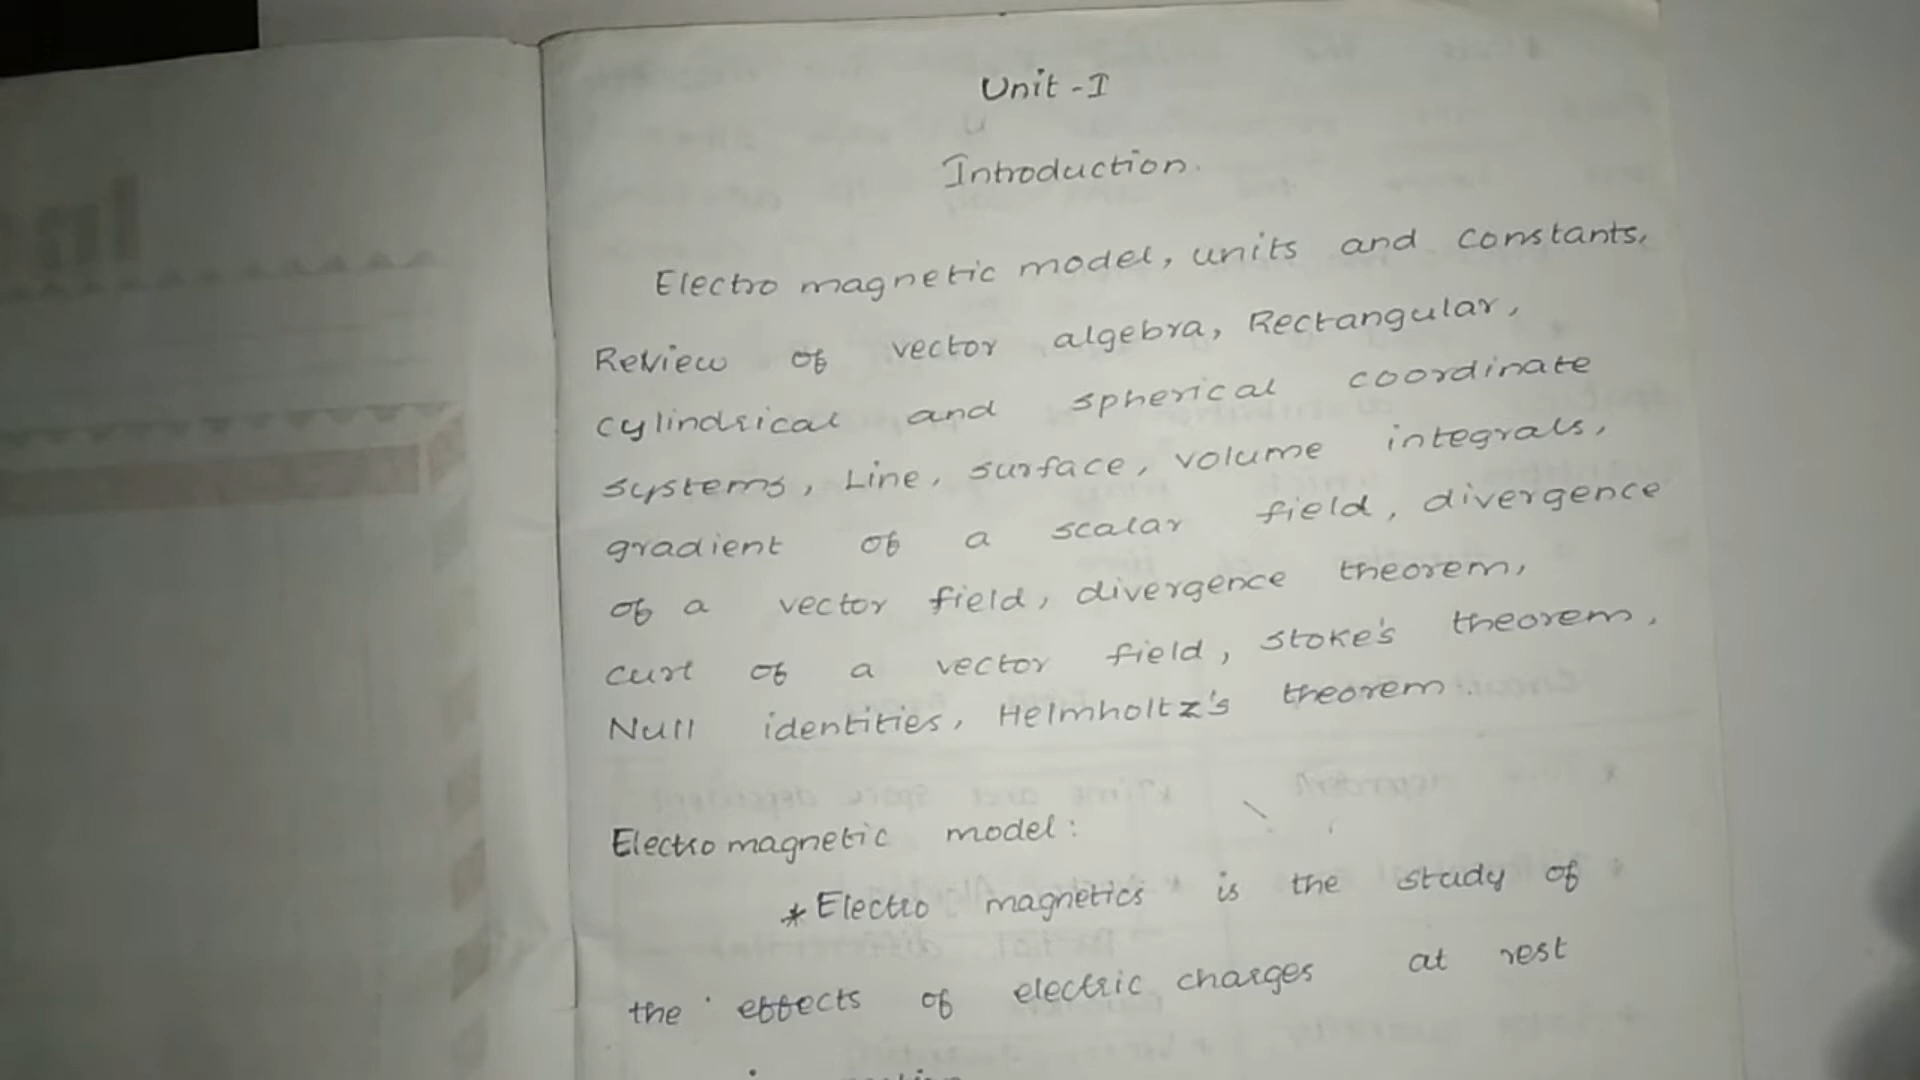 Unit - I
Introduction.
Electro magnetic model, units and constants,
Review of vector algebra, Rectangular,
cylindrical and spherical coordinate
systems, Line, surface, volume integrals,
gradient of a scalar field, divergence
of a vector field, divergence theorem,
curl of a vector field, stoke's theorem,
Null identities, Helmholtz's theorem.
Electro magnetic model:
* Electro magnetics is the study of
the effects of electric charges at rest